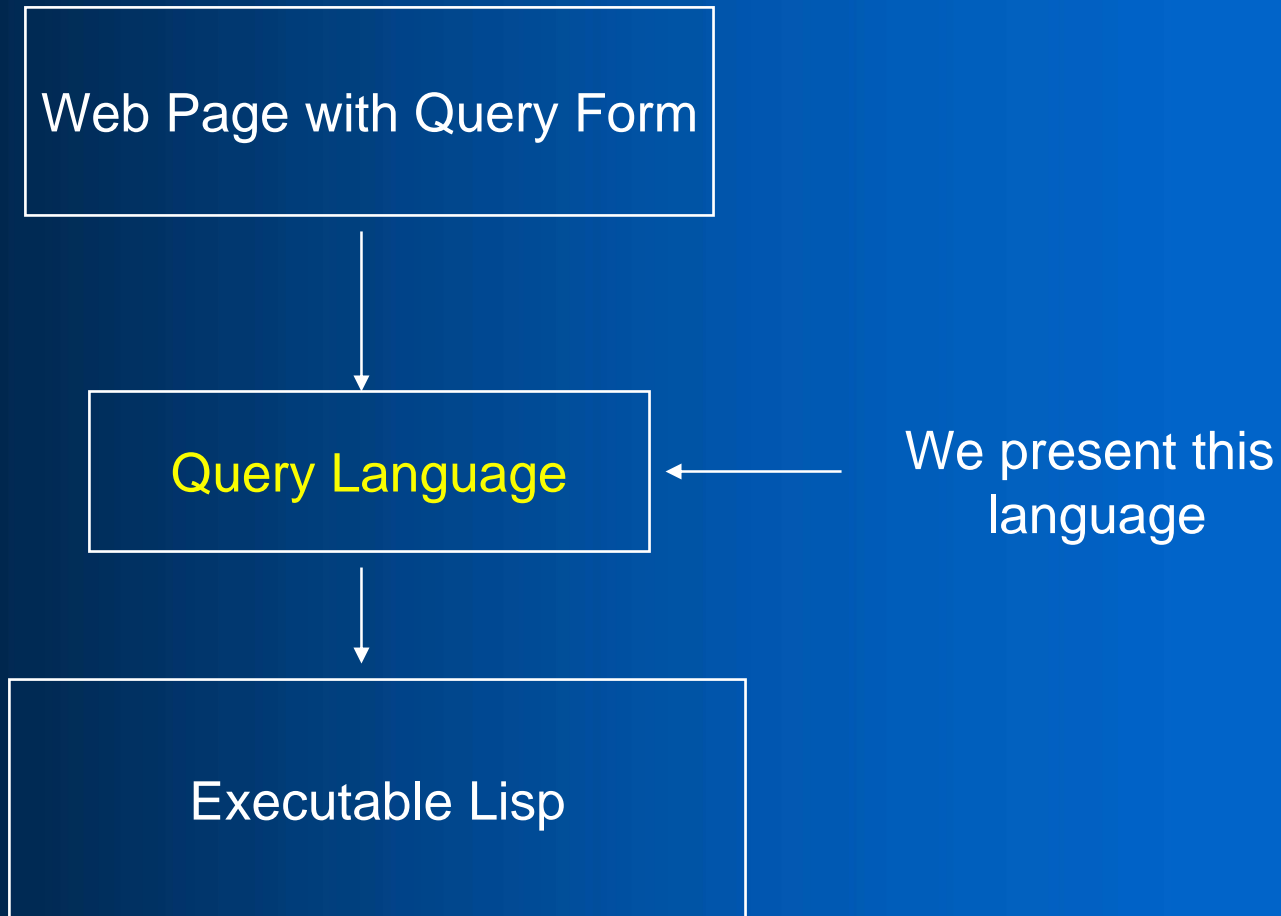 Web Page with Query Form
Query Language
We present this
language
Executable Lisp